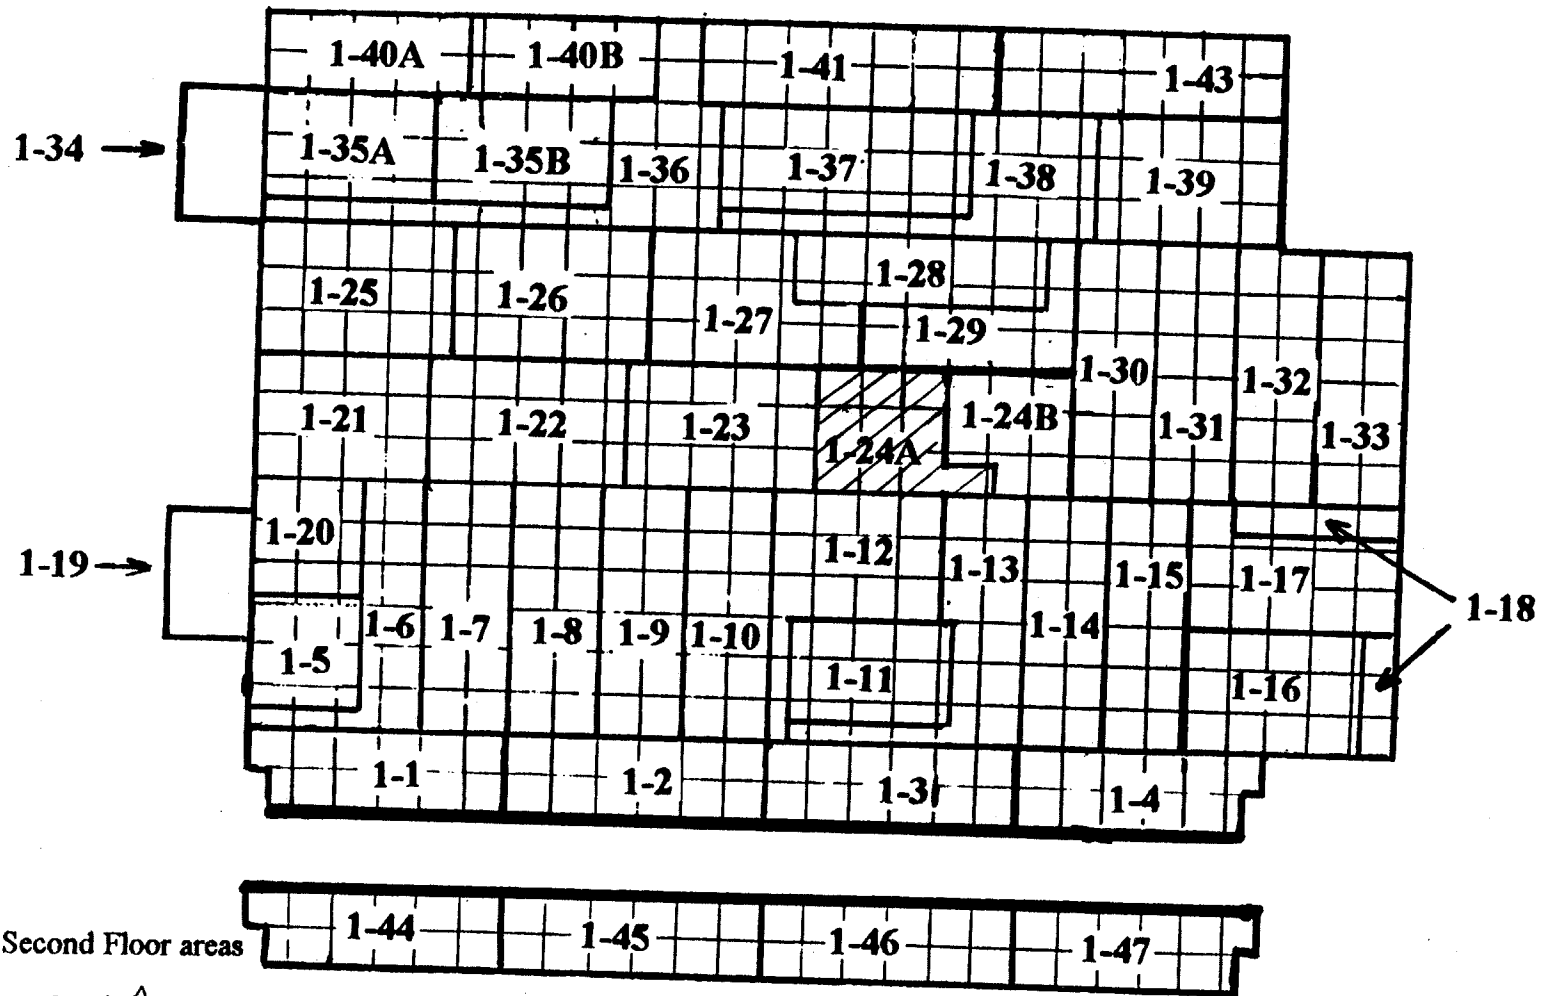 1-40A 1-40B 1-41 1-43
1-34 1-35A 1-35B 1-36 1-37 1-38 1-39
1-25 1-26 1-27 1-28
1-29
1-30 1-31 1-32 1-33
1-21 1-22 1-23 1-24A 1-24B
1-19 1-20 1-12 1-13 1-15 1-17 1-18
1-5 1-6 1-7 1-8 1-9 1-10 1-11 1-14 1-16
1-1 1-2 1-3 1-4
Second Floor areas 1-44 1-45 1-46 1-47